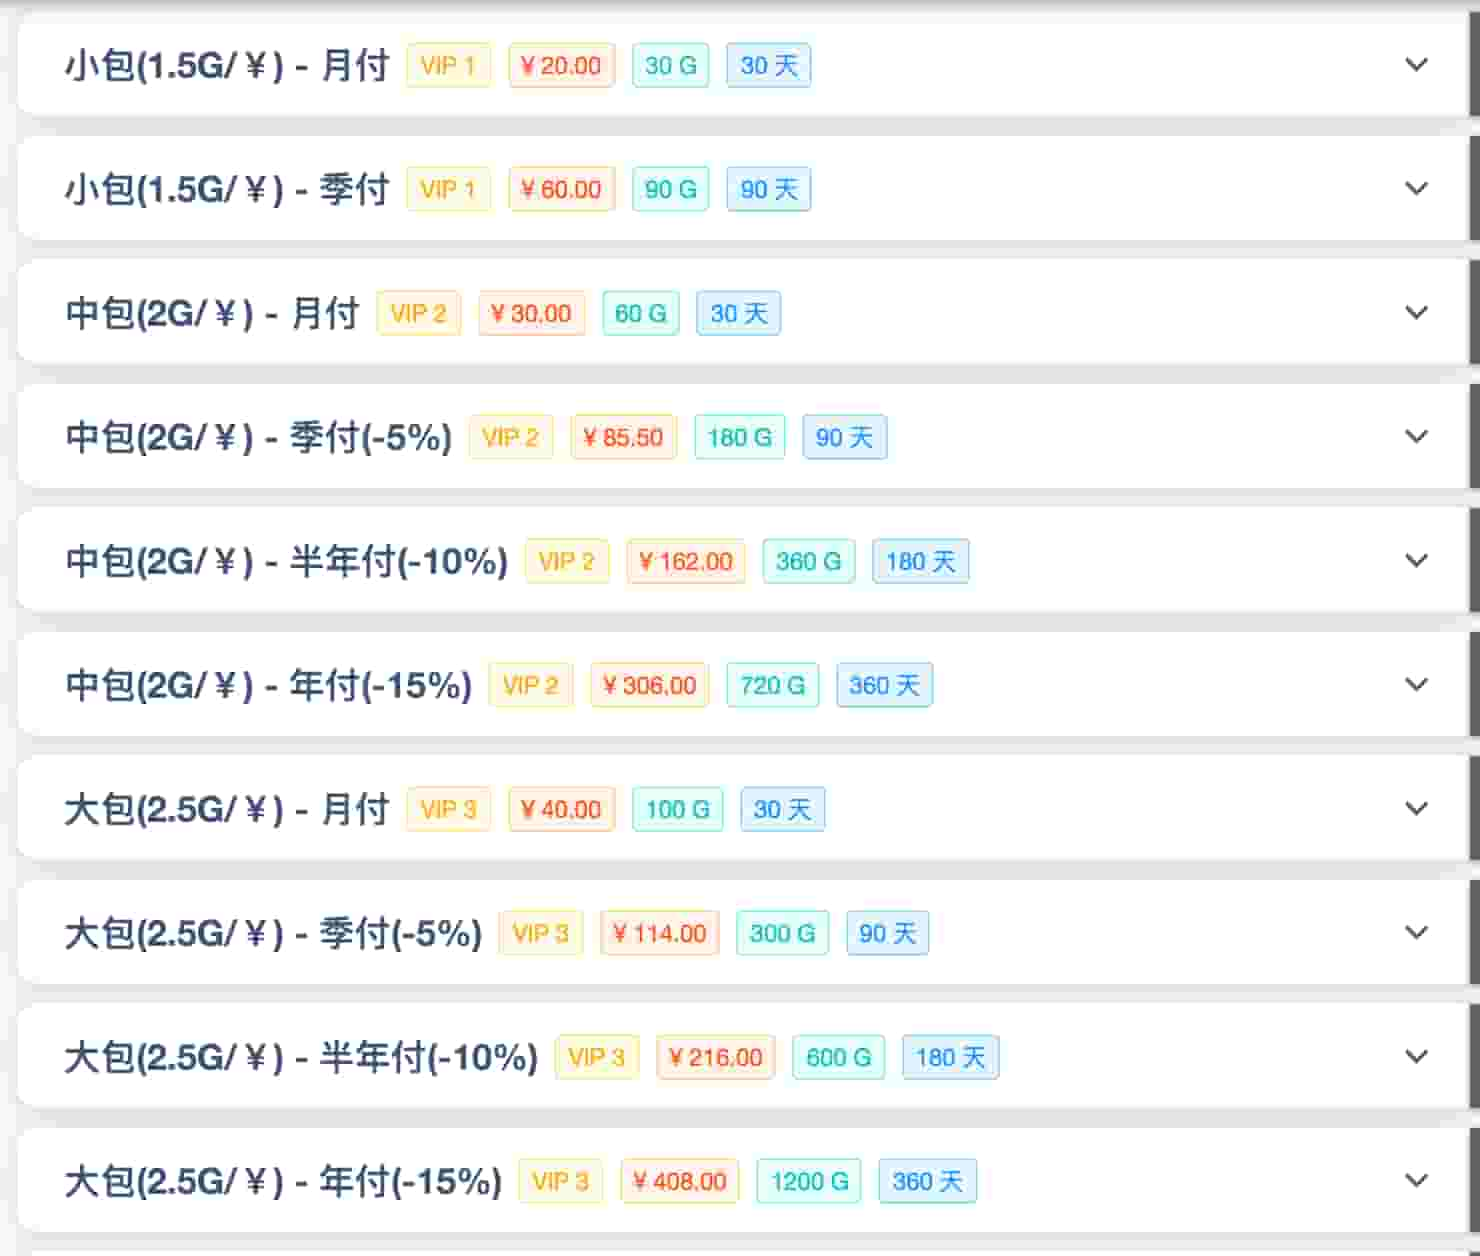 小包(1.5G/￥) - 月付 VIP 1 ￥20.00 30 G 30 天
小包(1.5G/￥) - 季付 VIP 1 ￥60.00 90 G 90 天
中包(2G/￥) - 月付 VIP 2 ￥30.00 60 G 30 天
中包(2G/￥) - 季付(-5%) VIP 2 ￥85.50 180 G 90 天
中包(2G/￥) - 半年付(-10%) VIP 2 ￥162.00 360 G 180 天
中包(2G/￥) - 年付(-15%) VIP 2 ￥306.00 720 G 360 天
大包(2.5G/￥) - 月付 VIP 3 ￥40.00 100 G 30 天
大包(2.5G/￥) - 季付(-5%) VIP 3 ￥114.00 300 G 90 天
大包(2.5G/￥) - 半年付(-10%) VIP 3 ￥216.00 600 G 180 天
大包(2.5G/￥) - 年付(-15%) VIP 3 ￥408.00 1200 G 360 天